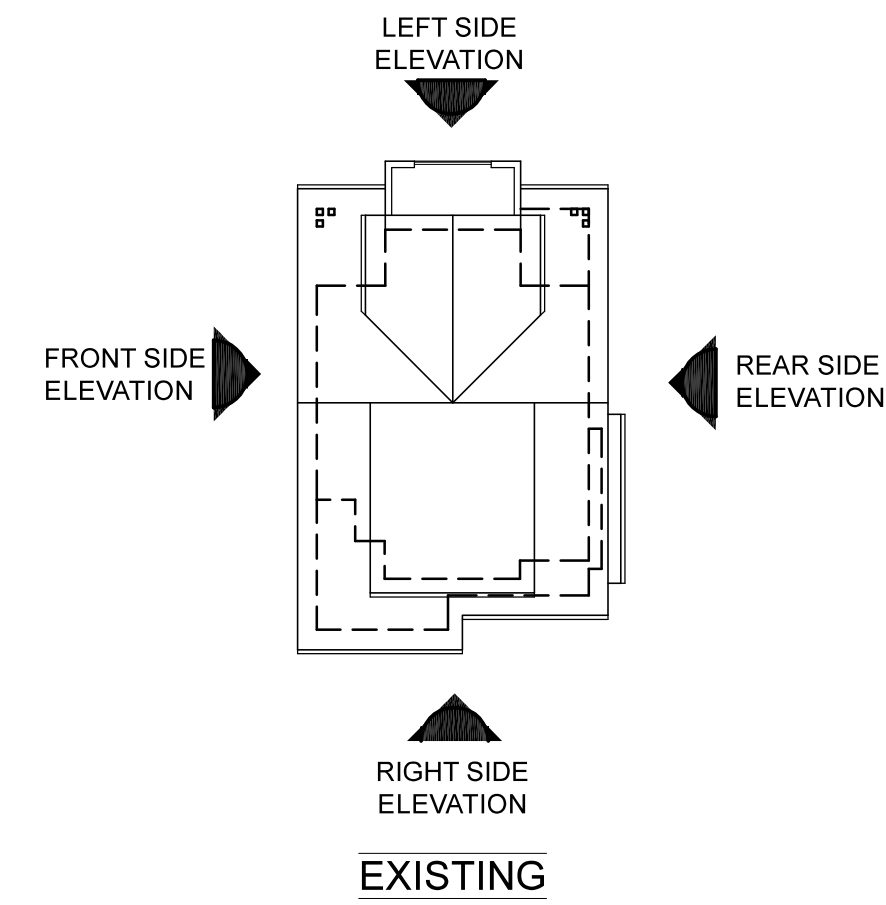 LEFT SIDE
ELEVATION
FRONT SIDE
ELEVATION
REAR SIDE
ELEVATION
RIGHT SIDE
ELEVATION
EXISTING